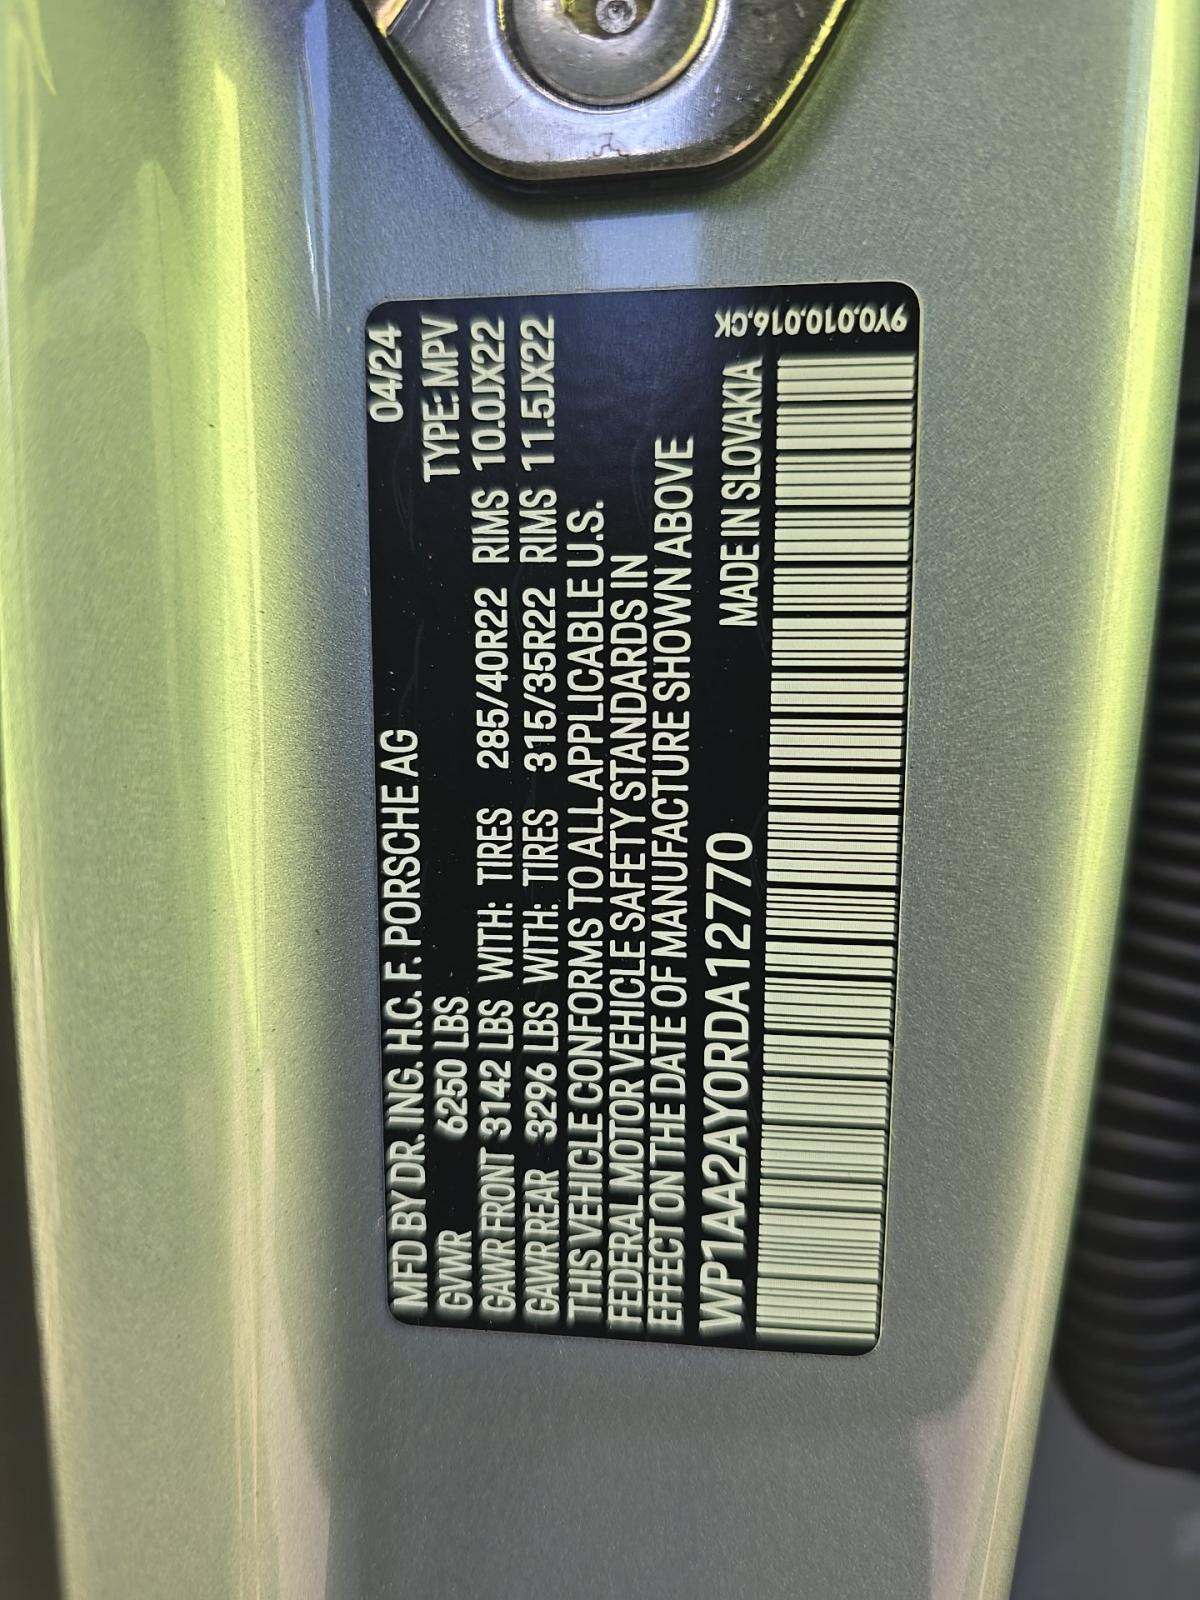 MFD BY DR. ING. H.C. F. PORSCHE AG 04/24
GVWR 6250 LBS TYPE: MPV
GAWR FRONT 3142 LBS WITH: TIRES 285/40R22 RIMS 10.0JX22
GAWR REAR 3296 LBS WITH: TIRES 315/35R22 RIMS 11.5JX22
THIS VEHICLE CONFORMS TO ALL APPLICABLE U.S.
FEDERAL MOTOR VEHICLE SAFETY STANDARDS IN
EFFECT ON THE DATE OF MANUFACTURE SHOWN ABOVE
WP1AA2AY0RDA12770 MADE IN SLOVAKIA
9Y0.010.016.CK